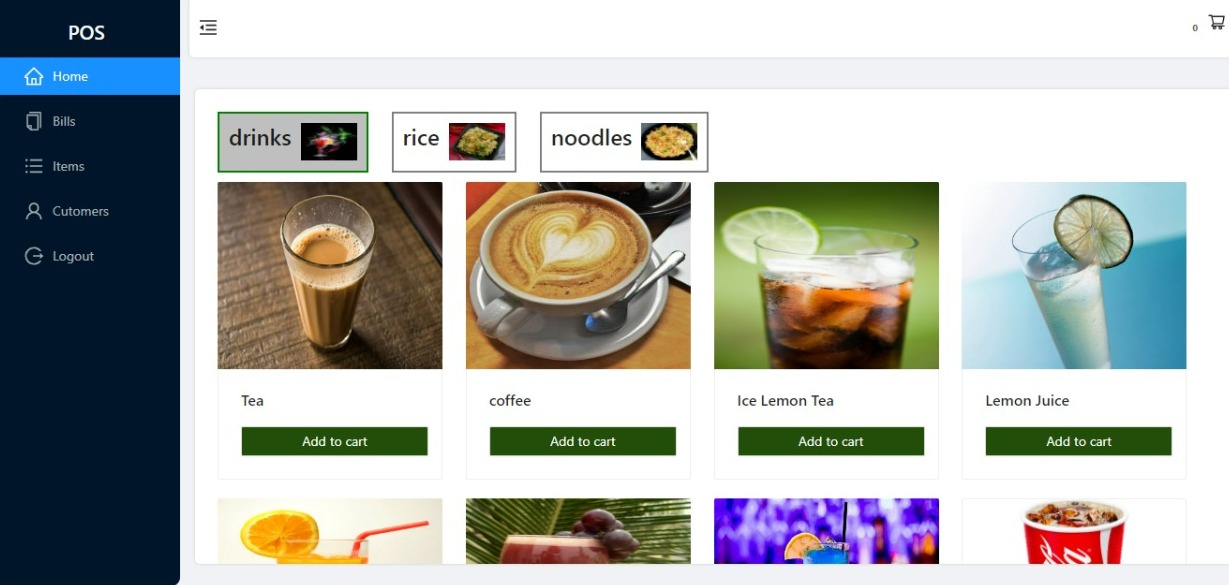 POS
0
Home
Bills
Items
Cutomers
Logout
drinks
rice
noodles
Tea
coffee
Ice Lemon Tea
Lemon Juice
Add to cart
Add to cart
Add to cart
Add to cart